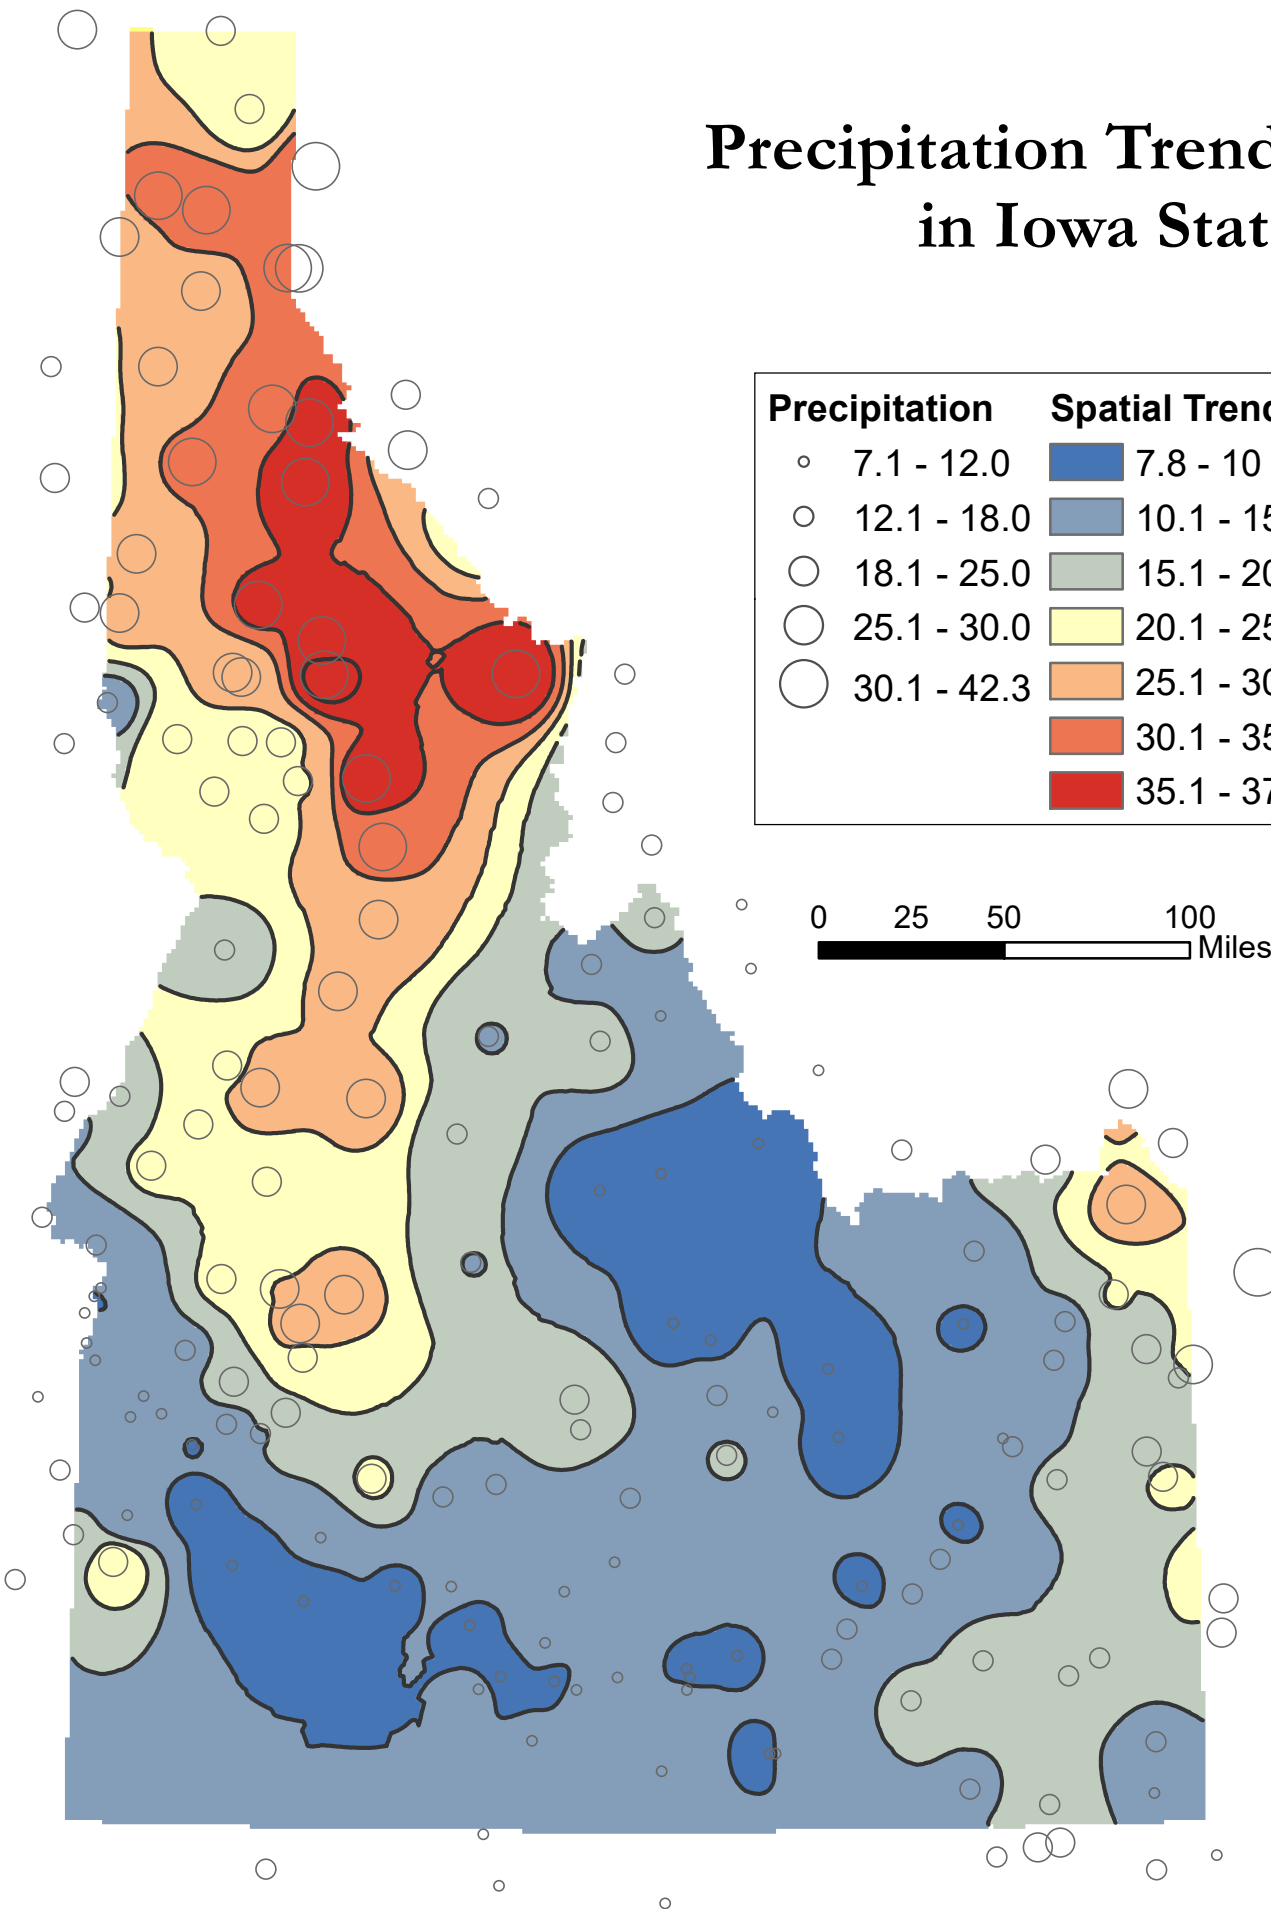 Precipitation Trend
in Iowa Stat
Precipitation
7.1 - 12.0
12.1 - 18.0
18.1 - 25.0
25.1 - 30.0
30.1 - 42.3
Spatial Trend
7.8 - 10
10.1 - 15
15.1 - 20
20.1 - 25
25.1 - 30
30.1 - 35
35.1 - 37
0 25 50 100
Miles